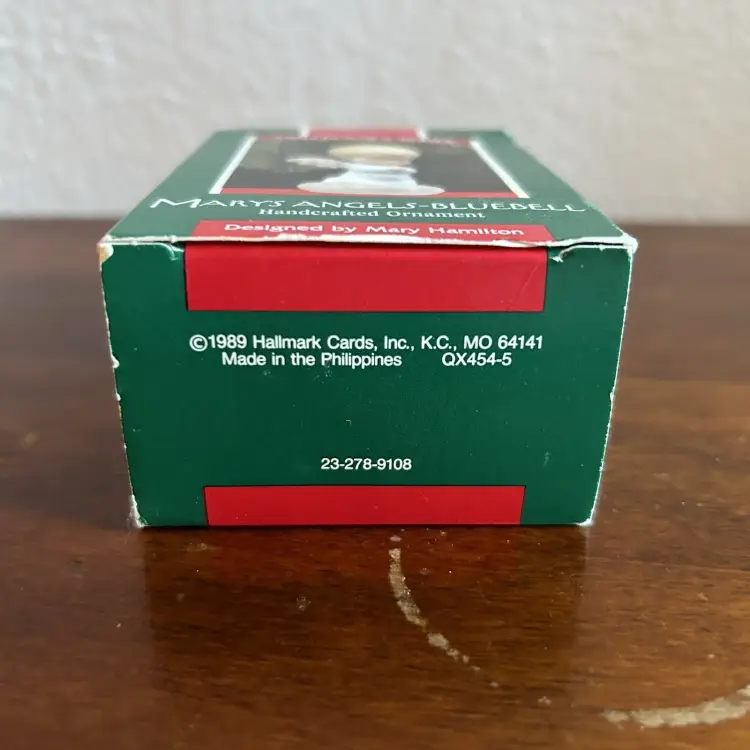 MARY'S ANGELS-BLUEBELL
Handcrafted Ornament
Designed by Mary Hamilton
©1989 Hallmark Cards, Inc., K.C., MO 64141
Made in the Philippines QX454-5
23-278-9108